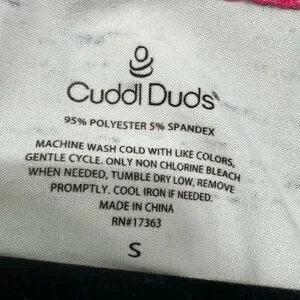 Cuddl Duds
95% POLYESTER 5% SPANDEX
MACHINE WASH COLD WITH LIKE COLORS,
GENTLE CYCLE. ONLY NON CHLORINE BLEACH
WHEN NEEDED, TUMBLE DRY LOW, REMOVE
PROMPTLY. COOL IRON IF NEEDED.
MADE IN CHINA
RN#17363
S